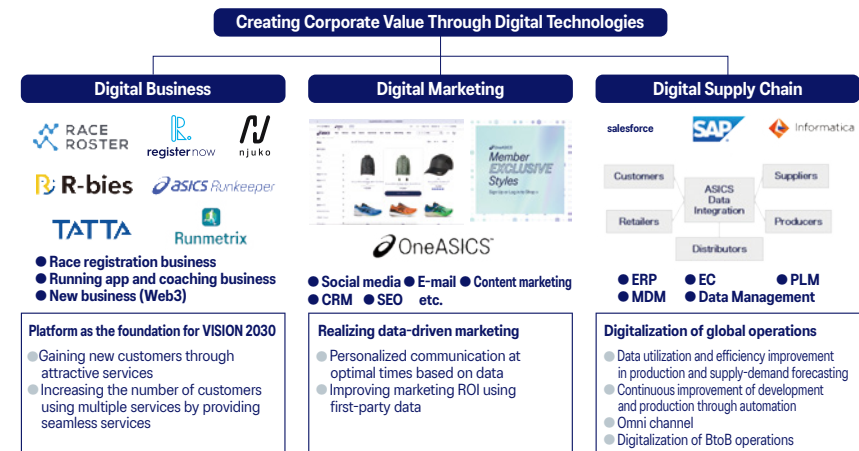 Creating Corporate Value Through Digital Technologies
Digital Business
RACE
ROSTER
R.
register now
njuko
R-bies
asics Runkeeper
TATTA
Runmetrix
● Race registration business
● Running app and coaching business
● New business (Web3)
Platform as the foundation for VISION 2030
● Gaining new customers through
attractive services
● Increasing the number of customers
using multiple services by providing
seamless services
Digital Marketing
OneASICS
Member
EXCLUSIVE
Styles
OneASICS™
● Social media ● E-mail ● Content marketing
● CRM ● SEO etc.
Realizing data-driven marketing
● Personalized communication at
optimal times based on data
● Improving marketing ROI using
first-party data
Digital Supply Chain
salesforce
SAP
Informatica
Customers
Suppliers
ASICS
Data
Integration
Retailers
Producers
Distributors
● ERP ● EC ● PLM
● MDM ● Data Management
Digitalization of global operations
● Data utilization and efficiency improvement
in production and supply-demand forecasting
● Continuous improvement of development
and production through automation
● Omni channel
● Digitalization of BtoB operations